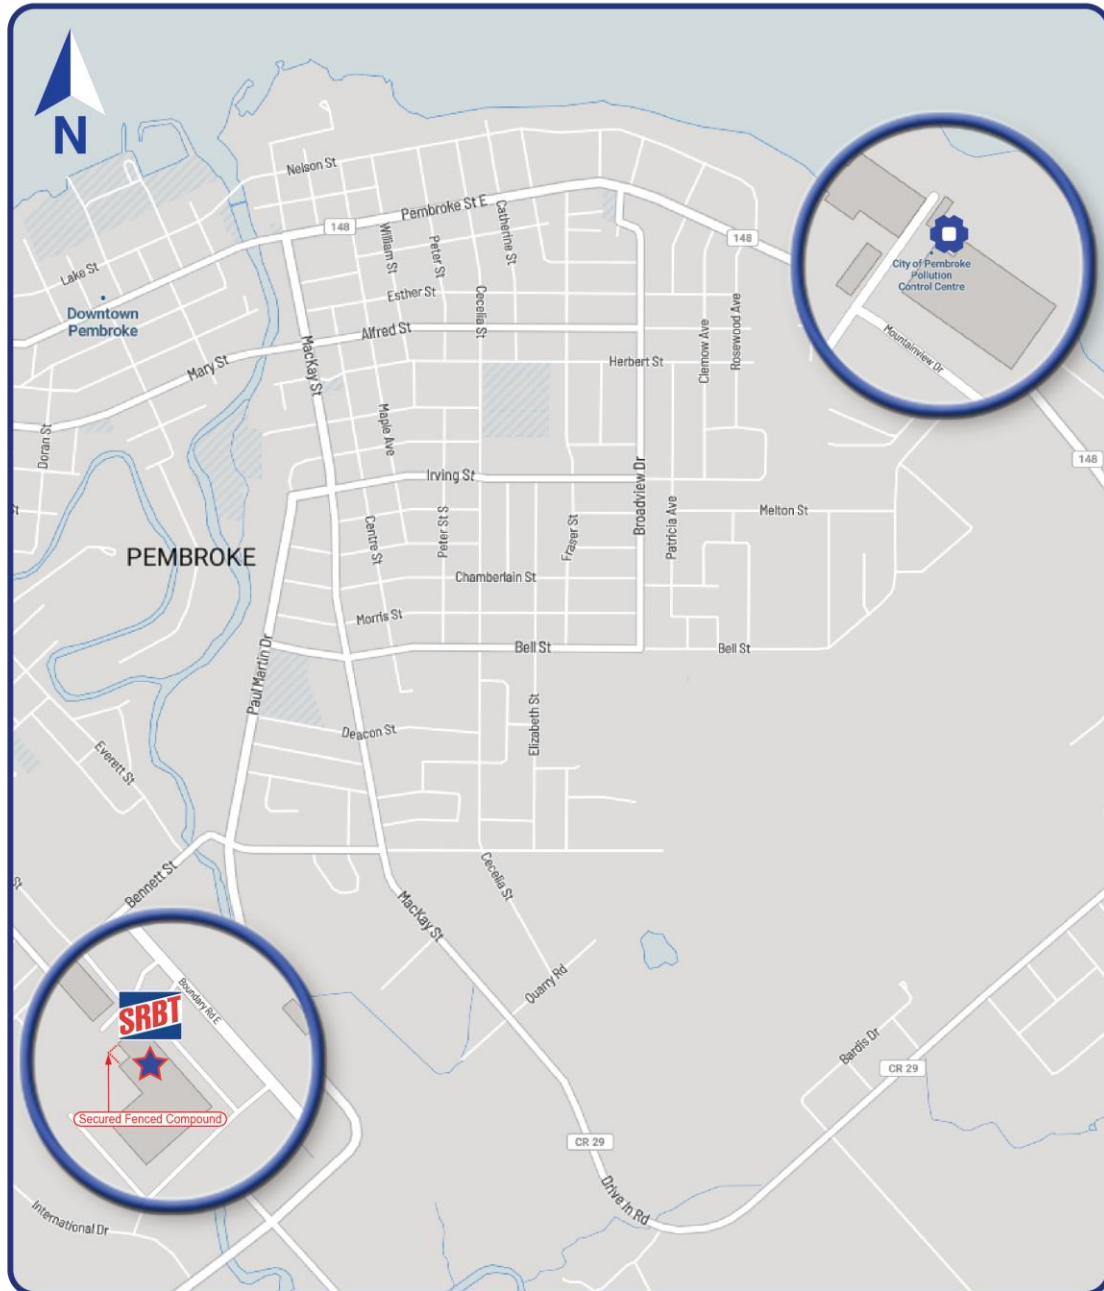 N
Nelson St
148
Pembroke St E
Catherine St
William St
Peter St
148
City of Pembroke
Pollution
Control Centre
Lake St
Downtown
Pembroke
Esther St
Cecelia St
Alfred St
Mountainview Dr
Mary St
MacKay St
Herbert St
Clemow Ave
Rosewood Ave
Maple Ave
Doran St
148
Irving St
Broadview Dr
Patricia Ave
Melton St
Centre St
Peter St S
Fraser St
PEMBROKE
Chamberlain St
Morris St
Bell St
Bell St
Paul Martin Dr
Elizabeth St
Deacon St
Everett St
Bennett St
St
Cecelia St
MacKay St
Quarry Rd
Boundary Rd E
SRBT
Secured Fenced Compound
Bardis Dr
CR 29
CR 29
Drive In Rd
International Dr